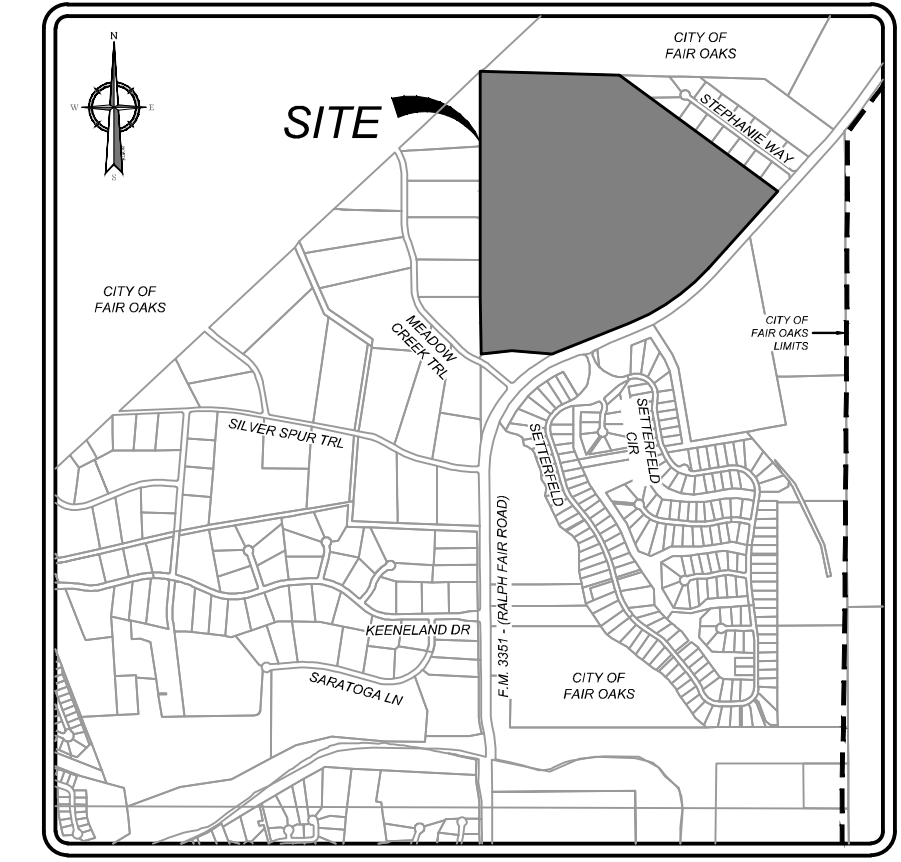 N
W
E
S
CITY OF
FAIR OAKS
SITE
STEPHANIE WAY
CITY OF
FAIR OAKS
MEADOW
CREEK TRL
CITY OF
FAIR OAKS
LIMITS
SILVER SPUR TRL
SETTERFELD
SETTERFELD
CIR
F.M. 3351 - (RALPH FAIR ROAD)
KEENELAND DR
SARATOGA LN
CITY OF
FAIR OAKS